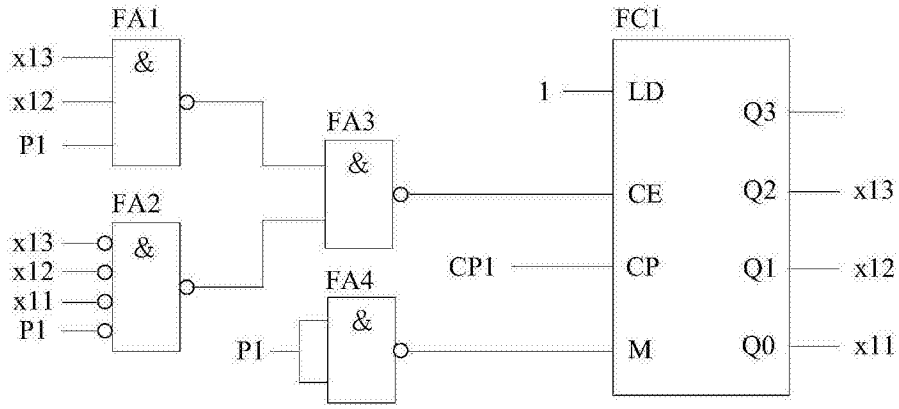 FA1
&
x13
x12
P1
FA2
&
x13
x12
x11
P1
FA3
&
FA4
&
P1
FC1
1
LD
CE
CP1
CP
M
Q3
Q2
x13
Q1
x12
Q0
x11